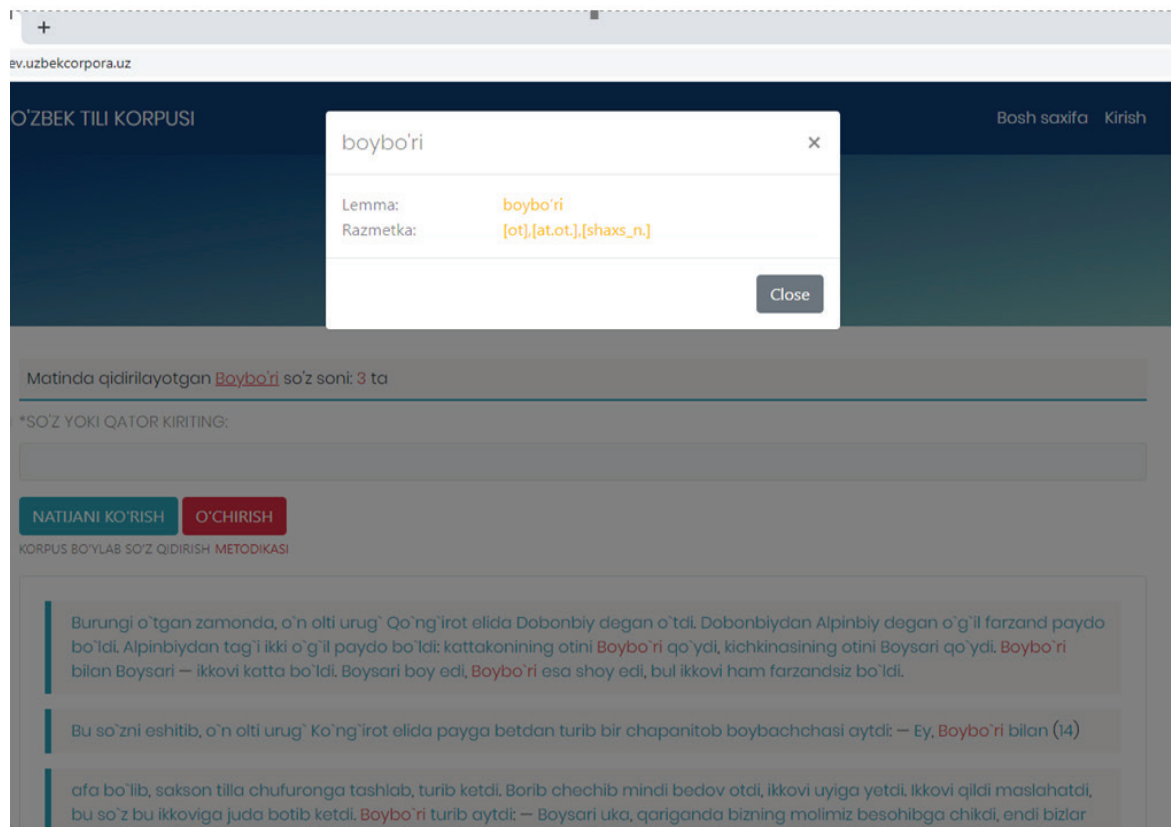 +
ev.uzbekcorpora.uz
O'ZBEK TILI KORPUSI
Bosh saxifa Kirish
boybo'ri
×
Lemma: boybo'ri
Razmetka: [ot],[at.ot.],[shaxs_n.]
Close
Matinda qidirilayotgan Boybo'ri so'z soni: 3 ta
*SO'Z YOKI QATOR KIRITING:
NATIJANI KO'RISH O'CHIRISH
KORPUS BO'YLAB SO'Z QIDIRISH METODIKASI
Burungi o`tgan zamonda, o`n olti urug` Qo`ng`irot elida Dobonbiy degan o`tdi. Dobonbiydan Alpinbiy degan o`g`il farzand paydo
bo`ldi. Alpinbiydan tag`i ikki o`g`il paydo bo`ldi: kattakonining otini Boybo`ri qo`ydi, kichkinasining otini Boysari qo`ydi. Boybo`ri
bilan Boysari — ikkovi katta bo`ldi. Boysari boy edi, Boybo`ri esa shoy edi, bul ikkovi ham farzandsiz bo`ldi.
Bu so`zni eshitib, o`n olti urug` Ko`ng`irot elida payga betdan turib bir chapanitob boybachchasi aytdi: — Ey, Boybo`ri bilan (14)
afa bo`lib, sakson tilla chufuronga tashlab, turib ketdi. Borib chechib mindi bedov otdi, ikkovi uyiga yetdi. Ikkovi qildi maslahatdi,
bu so`z bu ikkoviga juda botib ketdi. Boybo`ri turib aytdi: — Boysari uka, qariganda bizning molimiz besohibga chikdi, endi bizlar